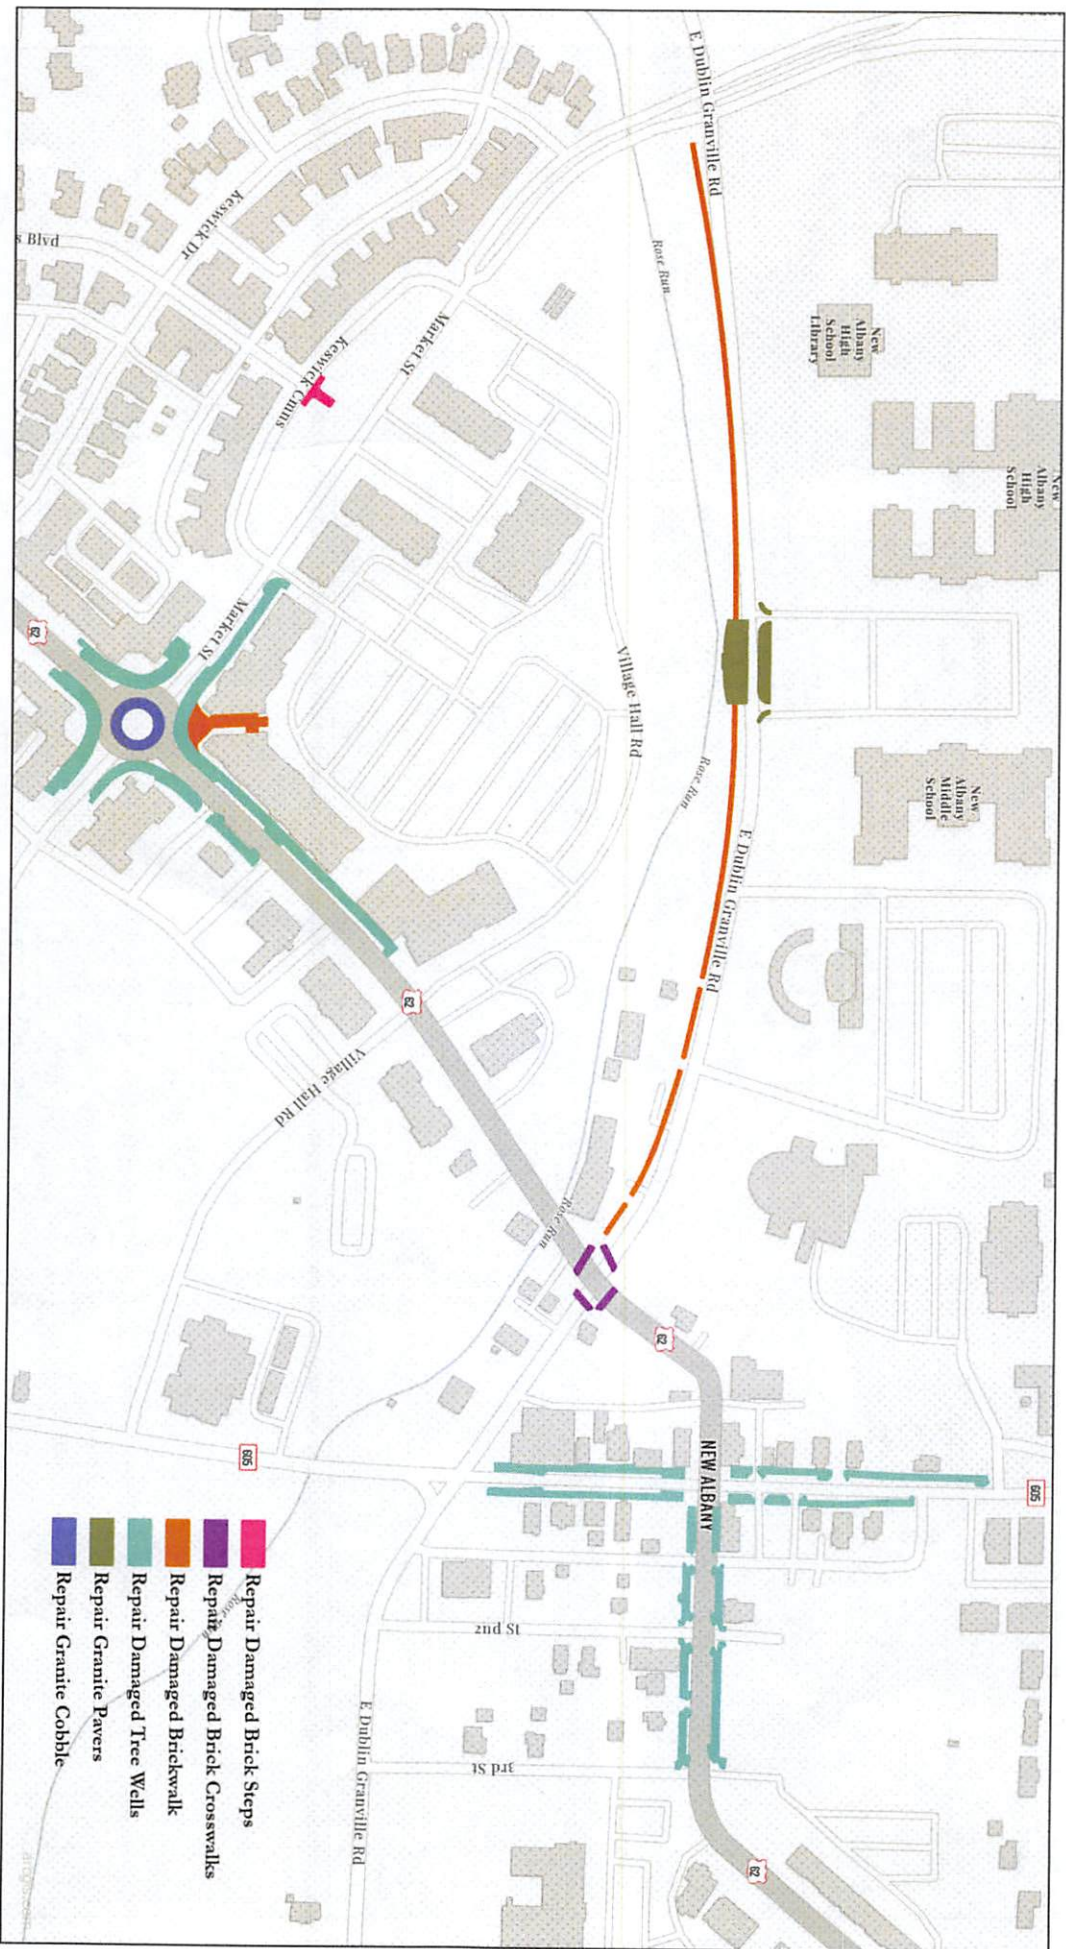 E Dublin Granville Rd
Rose Run
New
Albany
High
School
Library
New
Albany
High
School
Keswick Dr
s Blvd
Market St
Keswick Cmns
Village Hall Rd
Rose Run
New
Albany
Middle
School
E Dublin Granville Rd
Market St
62
62
Village Hall Rd
Rose Run
62
NEW ALBANY
605
605
2nd St
3rd St
E Dublin Granville Rd
62
Rose
Repair Damaged Brick Steps
Repair Damaged Brick Crosswalks
Repair Damaged Brickwalk
Repair Damaged Tree Wells
Repair Granite Pavers
Repair Granite Cobble